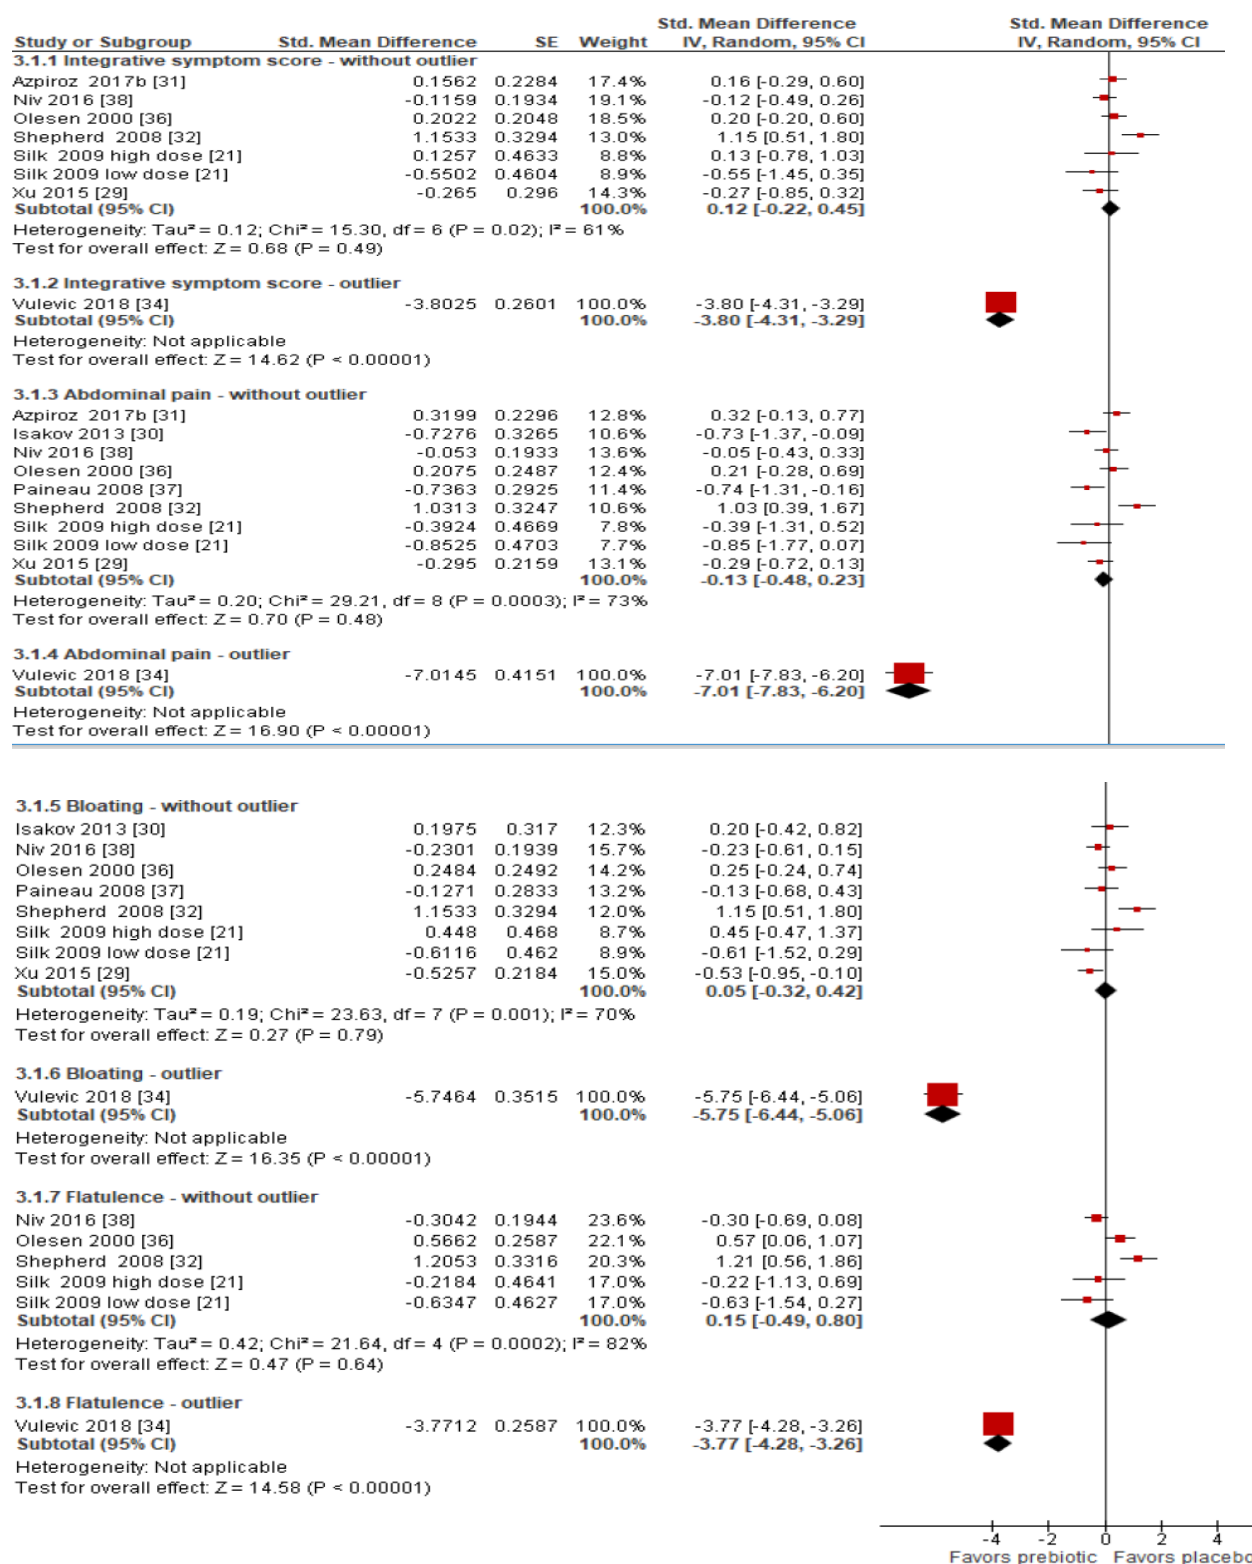 Std. Mean Difference Std. Mean Difference
Study or Subgroup Std. Mean Difference SE Weight IV, Random, 95% CI IV, Random, 95% CI
3.1.1 Integrative symptom score - without outlier
Azpiroz 2017b [31] 0.1562 0.2284 17.4% 0.16 [-0.29, 0.60]
Niv 2016 [38] -0.1159 0.1934 19.1% -0.12 [-0.49, 0.26]
Olesen 2000 [36] 0.2022 0.2048 18.5% 0.20 [-0.20, 0.60]
Shepherd 2008 [32] 1.1533 0.3294 13.0% 1.15 [0.51, 1.80]
Silk 2009 high dose [21] 0.1257 0.4633 8.8% 0.13 [-0.78, 1.03]
Silk 2009 low dose [21] -0.5502 0.4604 8.9% -0.55 [-1.45, 0.35]
Xu 2015 [29] -0.265 0.296 14.3% -0.27 [-0.85, 0.32]
Subtotal (95% CI) 100.0% 0.12 [-0.22, 0.45]
Heterogeneity: Tau² = 0.12; Chi² = 15.30, df = 6 (P = 0.02); I² = 61%
Test for overall effect: Z = 0.68 (P = 0.49)
3.1.2 Integrative symptom score - outlier
Vulevic 2018 [34] -3.8025 0.2601 100.0% -3.80 [-4.31, -3.29]
Subtotal (95% CI) 100.0% -3.80 [-4.31, -3.29]
Heterogeneity: Not applicable
Test for overall effect: Z = 14.62 (P < 0.00001)
3.1.3 Abdominal pain - without outlier
Azpiroz 2017b [31] 0.3199 0.2296 12.8% 0.32 [-0.13, 0.77]
Isakov 2013 [30] -0.7276 0.3265 10.6% -0.73 [-1.37, -0.09]
Niv 2016 [38] -0.053 0.1933 13.6% -0.05 [-0.43, 0.33]
Olesen 2000 [36] 0.2075 0.2487 12.4% 0.21 [-0.28, 0.69]
Paineau 2008 [37] -0.7363 0.2925 11.4% -0.74 [-1.31, -0.16]
Shepherd 2008 [32] 1.0313 0.3247 10.6% 1.03 [0.39, 1.67]
Silk 2009 high dose [21] -0.3924 0.4669 7.8% -0.39 [-1.31, 0.52]
Silk 2009 low dose [21] -0.8525 0.4703 7.7% -0.85 [-1.77, 0.07]
Xu 2015 [29] -0.295 0.2159 13.1% -0.29 [-0.72, 0.13]
Subtotal (95% CI) 100.0% -0.13 [-0.48, 0.23]
Heterogeneity: Tau² = 0.20; Chi² = 29.21, df = 8 (P = 0.0003); I² = 73%
Test for overall effect: Z = 0.70 (P = 0.48)
3.1.4 Abdominal pain - outlier
Vulevic 2018 [34] -7.0145 0.4151 100.0% -7.01 [-7.83, -6.20]
Subtotal (95% CI) 100.0% -7.01 [-7.83, -6.20]
Heterogeneity: Not applicable
Test for overall effect: Z = 16.90 (P < 0.00001)
3.1.5 Bloating - without outlier
Isakov 2013 [30] 0.1975 0.317 12.3% 0.20 [-0.42, 0.82]
Niv 2016 [38] -0.2301 0.1939 15.7% -0.23 [-0.61, 0.15]
Olesen 2000 [36] 0.2484 0.2492 14.2% 0.25 [-0.24, 0.74]
Paineau 2008 [37] -0.1271 0.2833 13.2% -0.13 [-0.68, 0.43]
Shepherd 2008 [32] 1.1533 0.3294 12.0% 1.15 [0.51, 1.80]
Silk 2009 high dose [21] 0.448 0.468 8.7% 0.45 [-0.47, 1.37]
Silk 2009 low dose [21] -0.6116 0.462 8.9% -0.61 [-1.52, 0.29]
Xu 2015 [29] -0.5257 0.2184 15.0% -0.53 [-0.95, -0.10]
Subtotal (95% CI) 100.0% 0.05 [-0.32, 0.42]
Heterogeneity: Tau² = 0.19; Chi² = 23.63, df = 7 (P = 0.001); I² = 70%
Test for overall effect: Z = 0.27 (P = 0.79)
3.1.6 Bloating - outlier
Vulevic 2018 [34] -5.7464 0.3515 100.0% -5.75 [-6.44, -5.06]
Subtotal (95% CI) 100.0% -5.75 [-6.44, -5.06]
Heterogeneity: Not applicable
Test for overall effect: Z = 16.35 (P < 0.00001)
3.1.7 Flatulence - without outlier
Niv 2016 [38] -0.3042 0.1944 23.6% -0.30 [-0.69, 0.08]
Olesen 2000 [36] 0.5662 0.2587 22.1% 0.57 [0.06, 1.07]
Shepherd 2008 [32] 1.2053 0.3316 20.3% 1.21 [0.56, 1.86]
Silk 2009 high dose [21] -0.2184 0.4641 17.0% -0.22 [-1.13, 0.69]
Silk 2009 low dose [21] -0.6347 0.4627 17.0% -0.63 [-1.54, 0.27]
Subtotal (95% CI) 100.0% 0.15 [-0.49, 0.80]
Heterogeneity: Tau² = 0.42; Chi² = 21.64, df = 4 (P = 0.0002); I² = 82%
Test for overall effect: Z = 0.47 (P = 0.64)
3.1.8 Flatulence - outlier
Vulevic 2018 [34] -3.7712 0.2587 100.0% -3.77 [-4.28, -3.26]
Subtotal (95% CI) 100.0% -3.77 [-4.28, -3.26]
Heterogeneity: Not applicable
Test for overall effect: Z = 14.58 (P < 0.00001)
-4 -2 0 2 4
Favors prebiotic Favors placebo